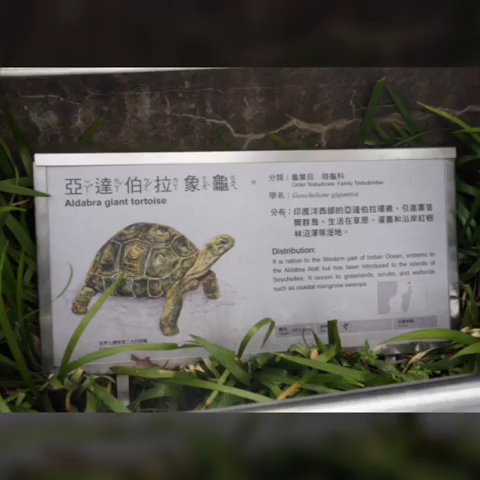 亞達伯拉象龜
Aldabra giant tortoise
分類：龜鱉目 陸龜科
Order Testudinata Family Testudinidae
學名：Geochelone gigantea
分布：印度洋西部的亞達伯拉環礁，引進塞昔
爾群島。生活在草原、灌叢和沿岸紅樹
林沼澤等溼地。
Distribution:
It is native to the Western part of Indian Ocean, endemic to
the Aldabra Atoll but has been introduced to the islands of
Seychelles. It occurs to grasslands, scrubs, and wetlands
such as coastal mangrove swamps.